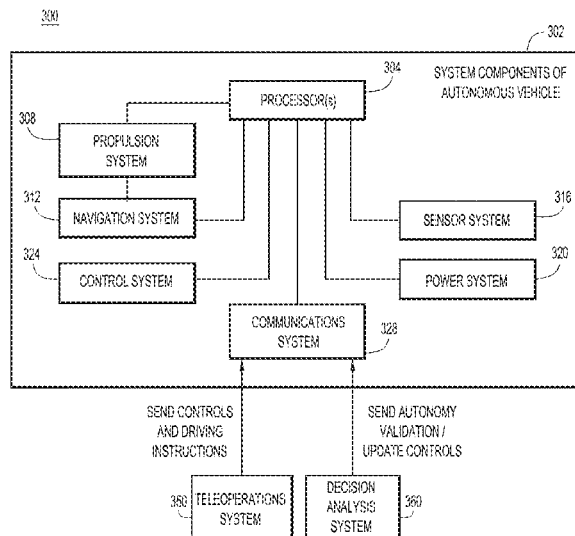 300
302
304
SYSTEM COMPONENTS OF
AUTONOMOUS VEHICLE
PROCESSOR(s)
308
PROPULSION
SYSTEM
312
NAVIGATION SYSTEM
316
SENSOR SYSTEM
324
CONTROL SYSTEM
320
POWER SYSTEM
COMMUNICATIONS
SYSTEM
328
SEND CONTROLS
AND DRIVING
INSTRUCTIONS
SEND AUTONOMY
VALIDATION /
UPDATE CONTROLS
350
TELEOPERATIONS
SYSTEM
DECISION
ANALYSIS
SYSTEM
360